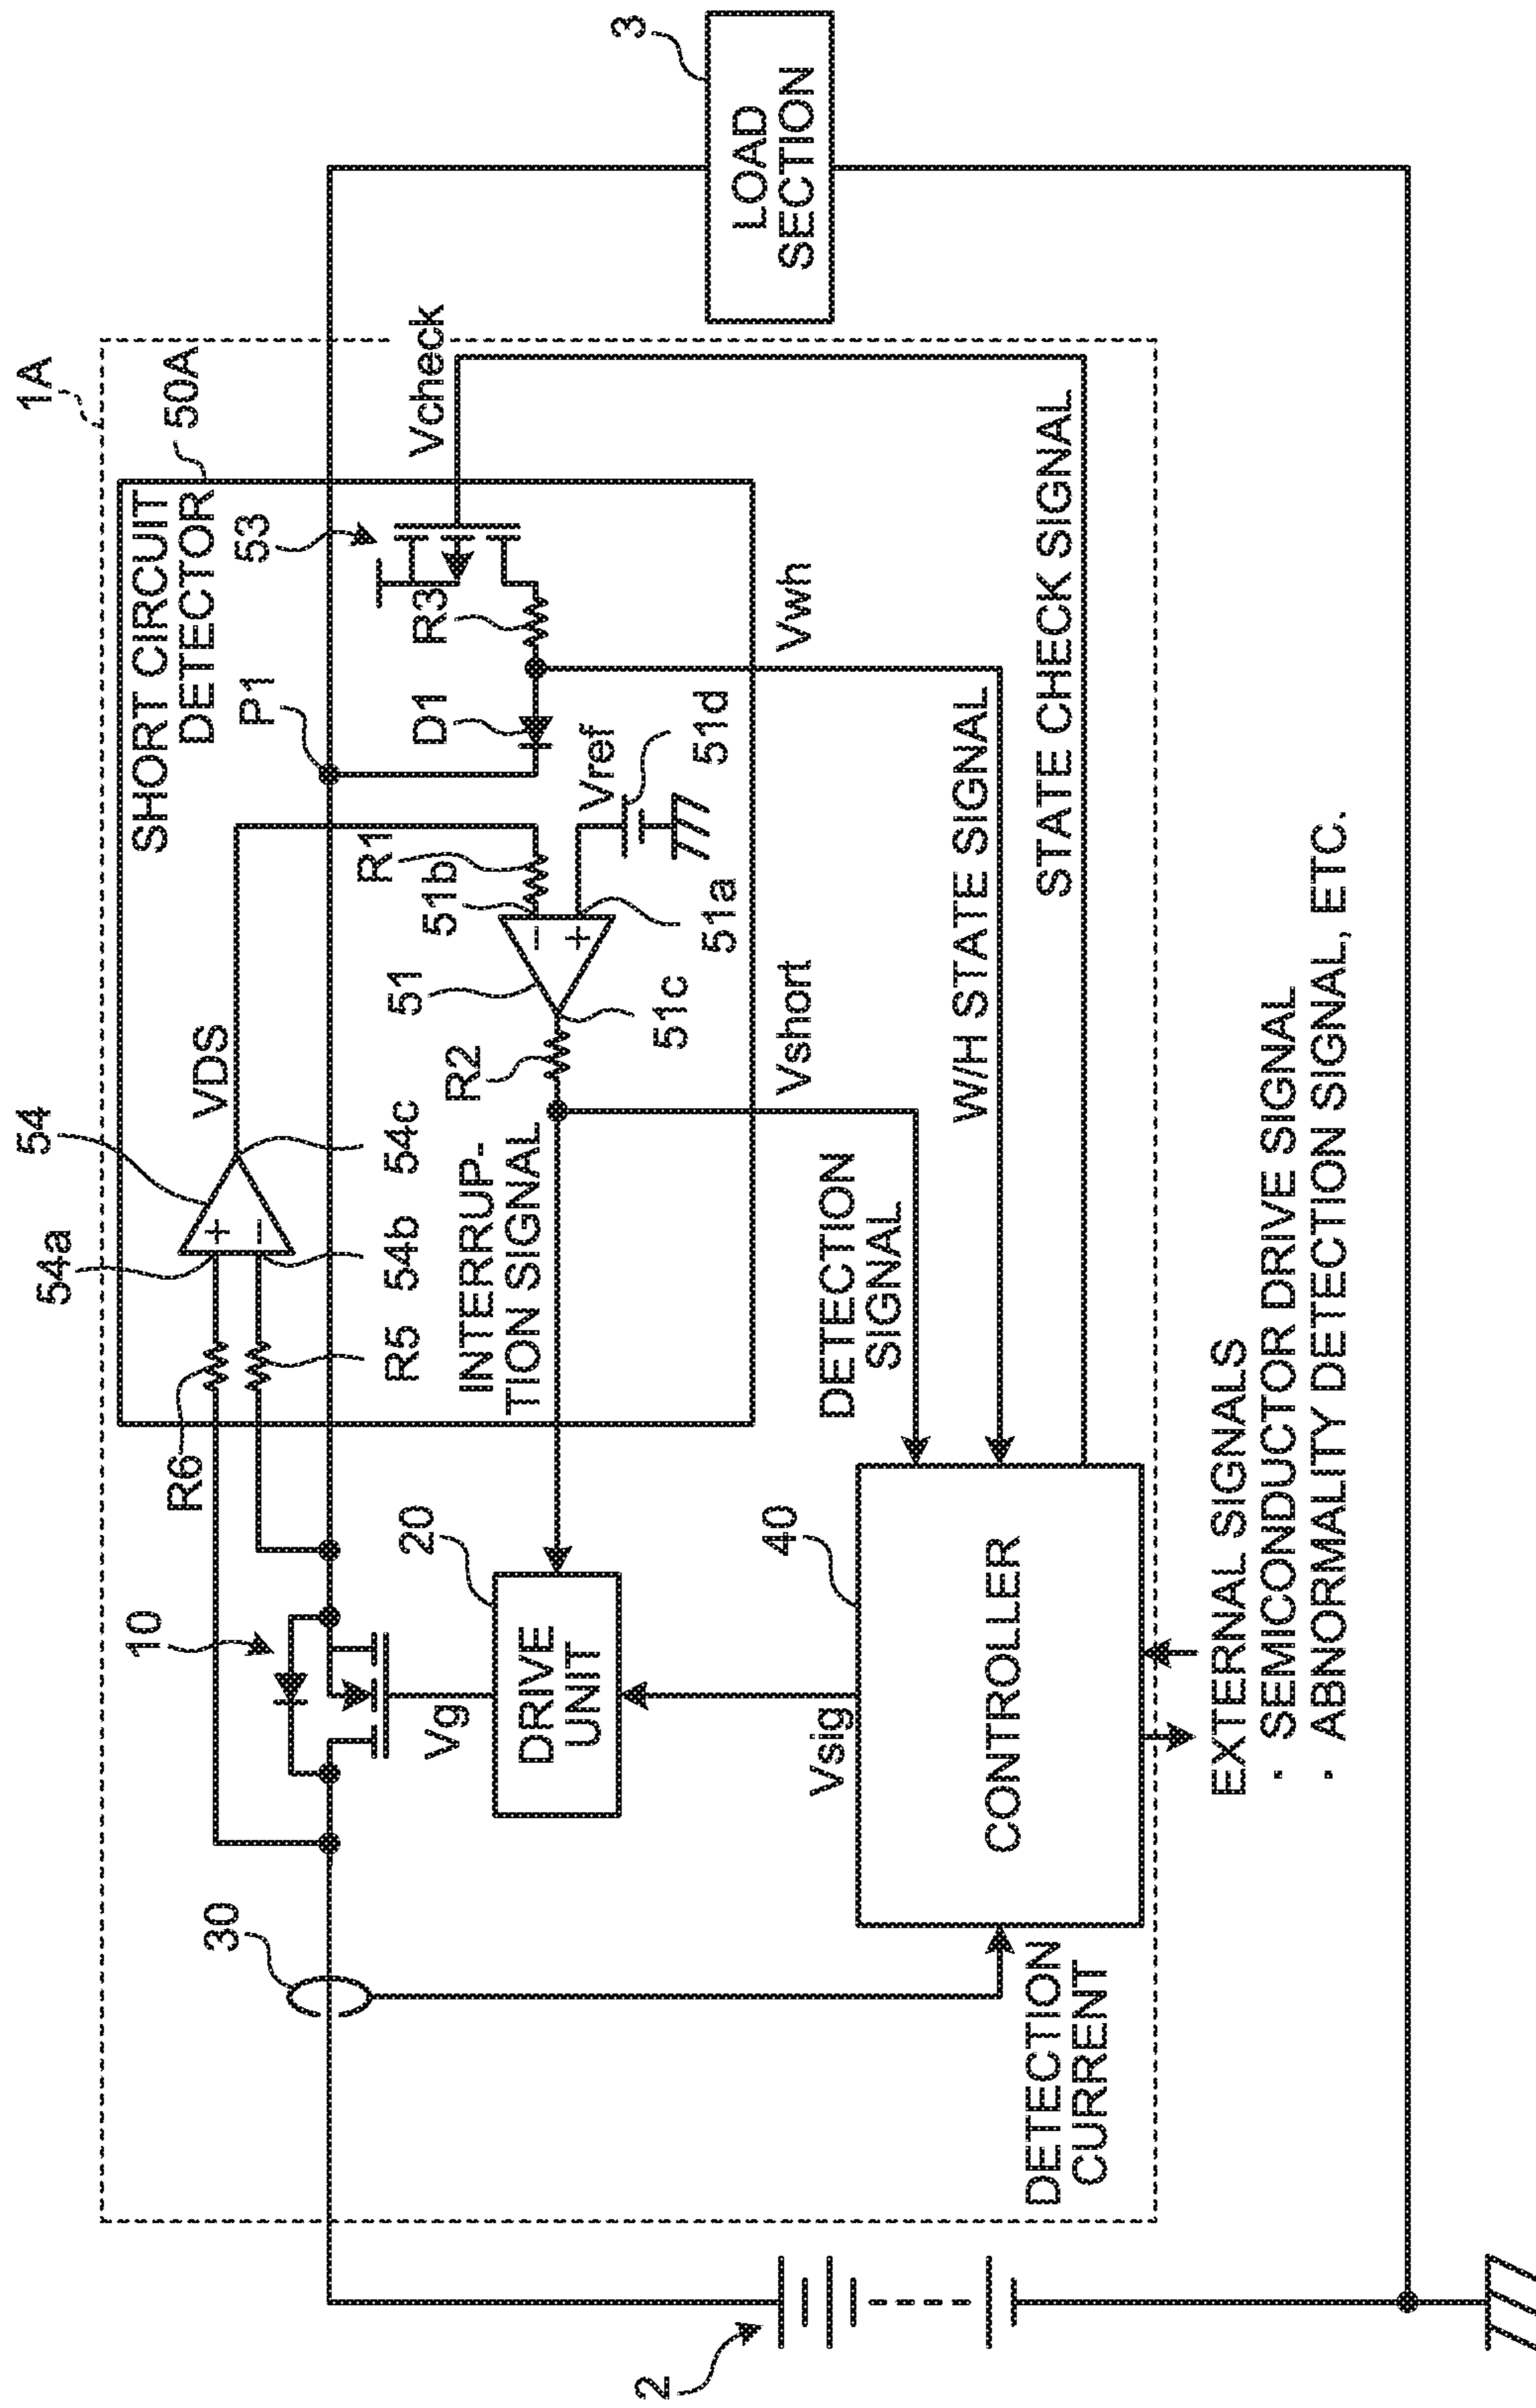 1A
SHORT CIRCUIT
DETECTOR
50A
54
54a
VDS
P1
53
3
LOAD
SECTION
R6
10
30
R5
54b
54c
R1
51b
D1
R3
Vcheck
20
Vg
DRIVE
UNIT
INTERRUP-
TION SIGNAL
R2
51
51c
51a
Vref
51d
2
Vsig
40
CONTROLLER
DETECTION
SIGNAL
Vshort
Vwh
W/H STATE SIGNAL
STATE CHECK SIGNAL
DETECTION
CURRENT
EXTERNAL SIGNALS
· SEMICONDUCTOR DRIVE SIGNAL
· ABNORMALITY DETECTION SIGNAL, ETC.